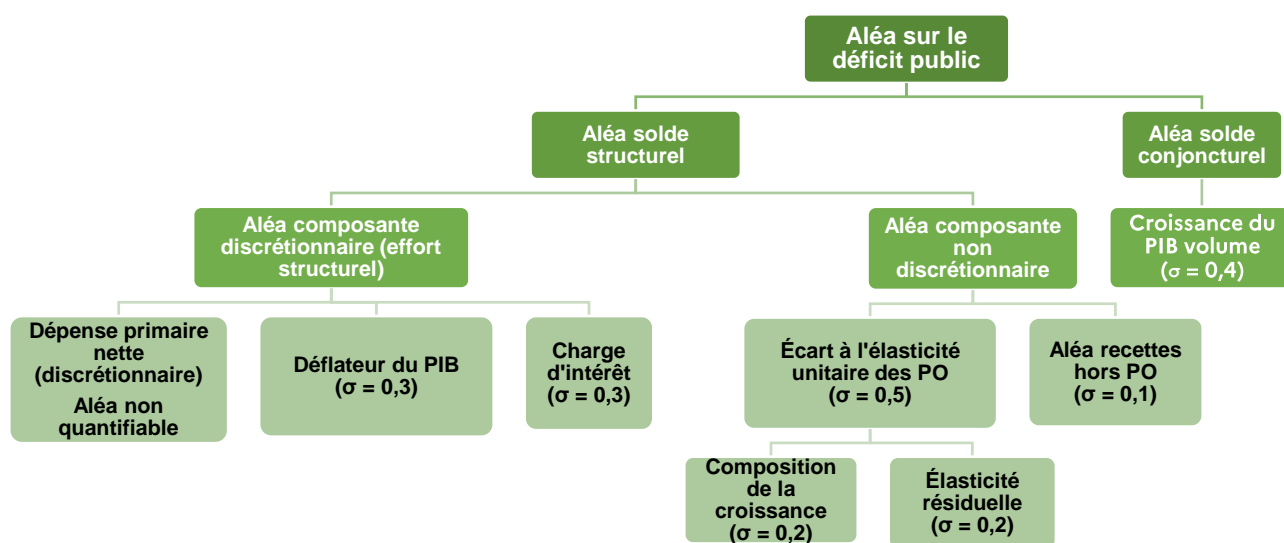 Aléa sur le
déficit public
Aléa solde
structurel
Aléa solde
conjoncturel
Aléa composante
discrétionnaire (effort
structurel)
Aléa composante
non
discrétionnaire
Croissance du
PIB volume
(σ = 0,4)
Dépense primaire
nette
(discrétionnaire)
Aléa non
quantifiable
Déflateur du PIB
(σ = 0,3)
Charge
d'intérêt
(σ = 0,3)
Écart à l'élasticité
unitaire des PO
(σ = 0,5)
Aléa recettes
hors PO
(σ = 0,1)
Composition
de la
croissance
(σ = 0,2)
Élasticité
résiduelle
(σ = 0,2)